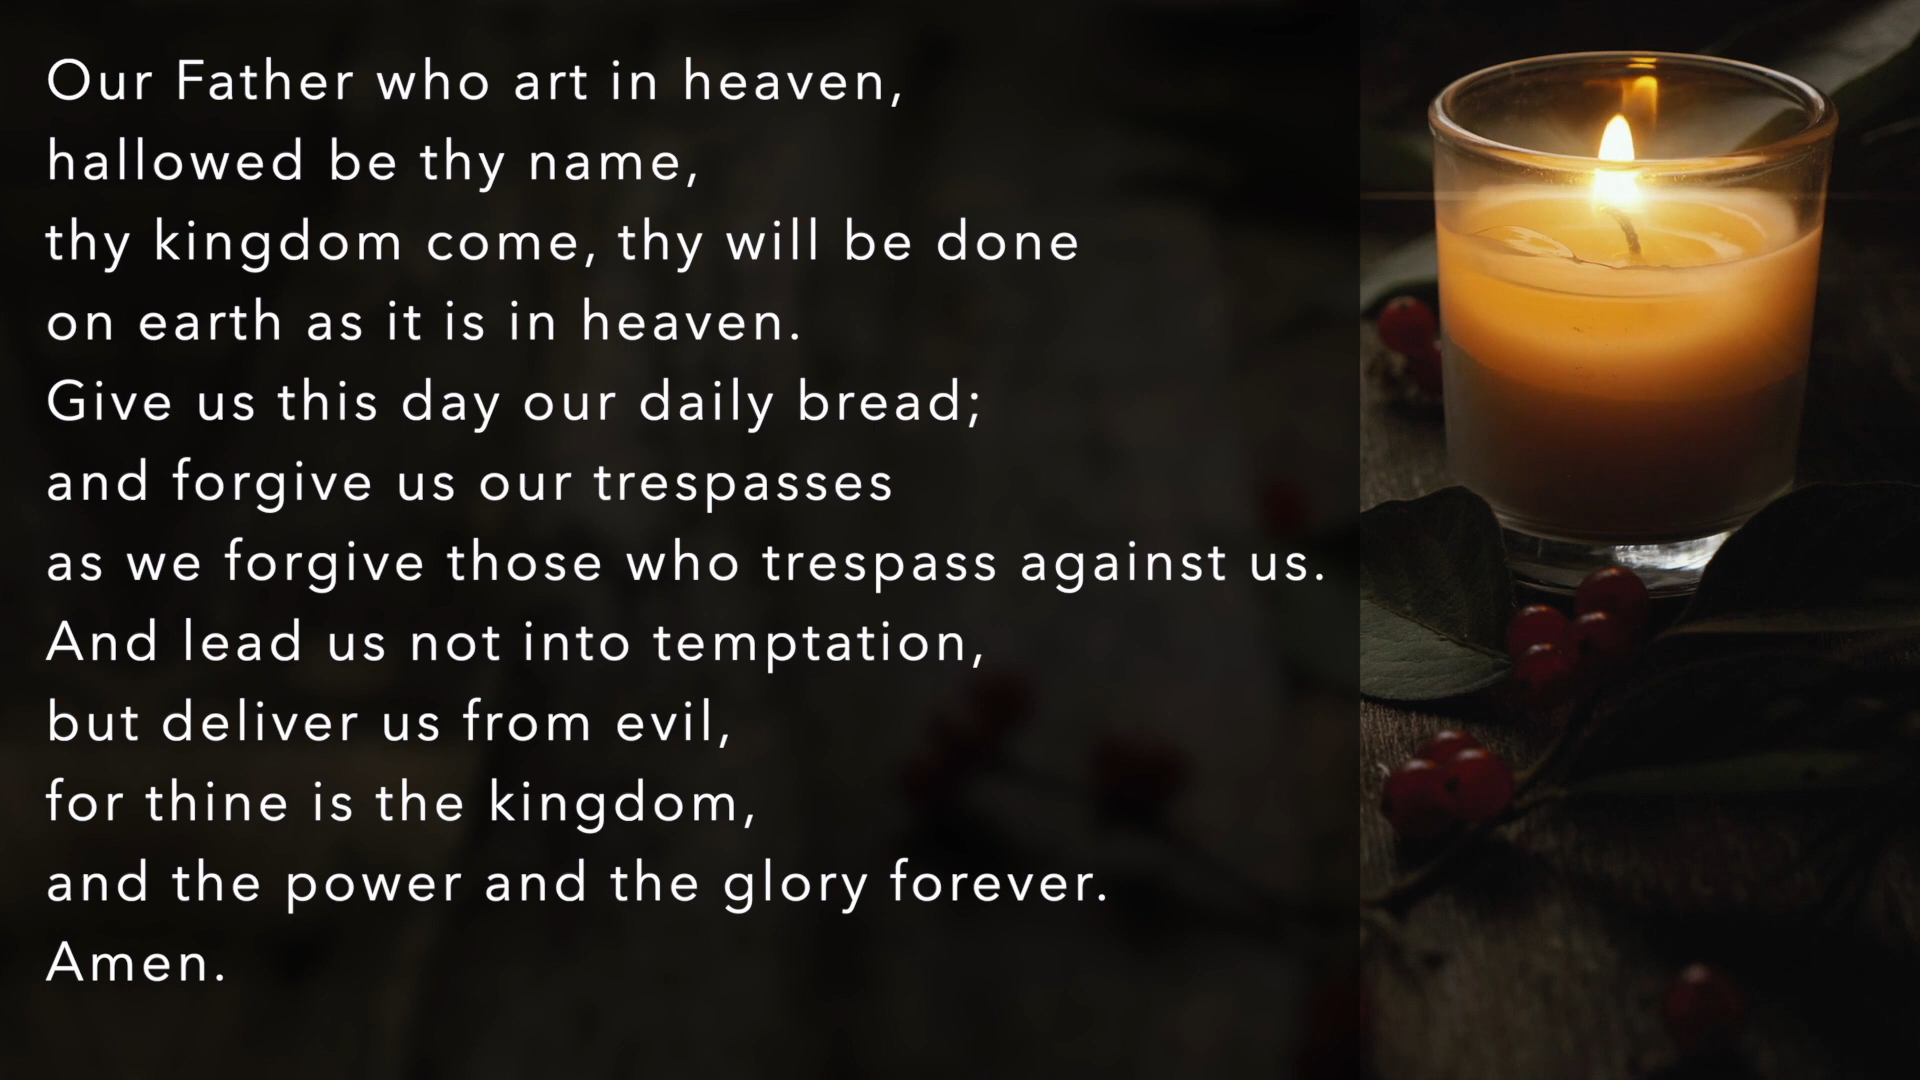 Our Father who art in heaven,
hallowed be thy name,
thy kingdom come, thy will be done
on earth as it is in heaven.
Give us this day our daily bread;
and forgive us our trespasses
as we forgive those who trespass against us.
And lead us not into temptation,
but deliver us from evil,
for thine is the kingdom,
and the power and the glory forever.
Amen.